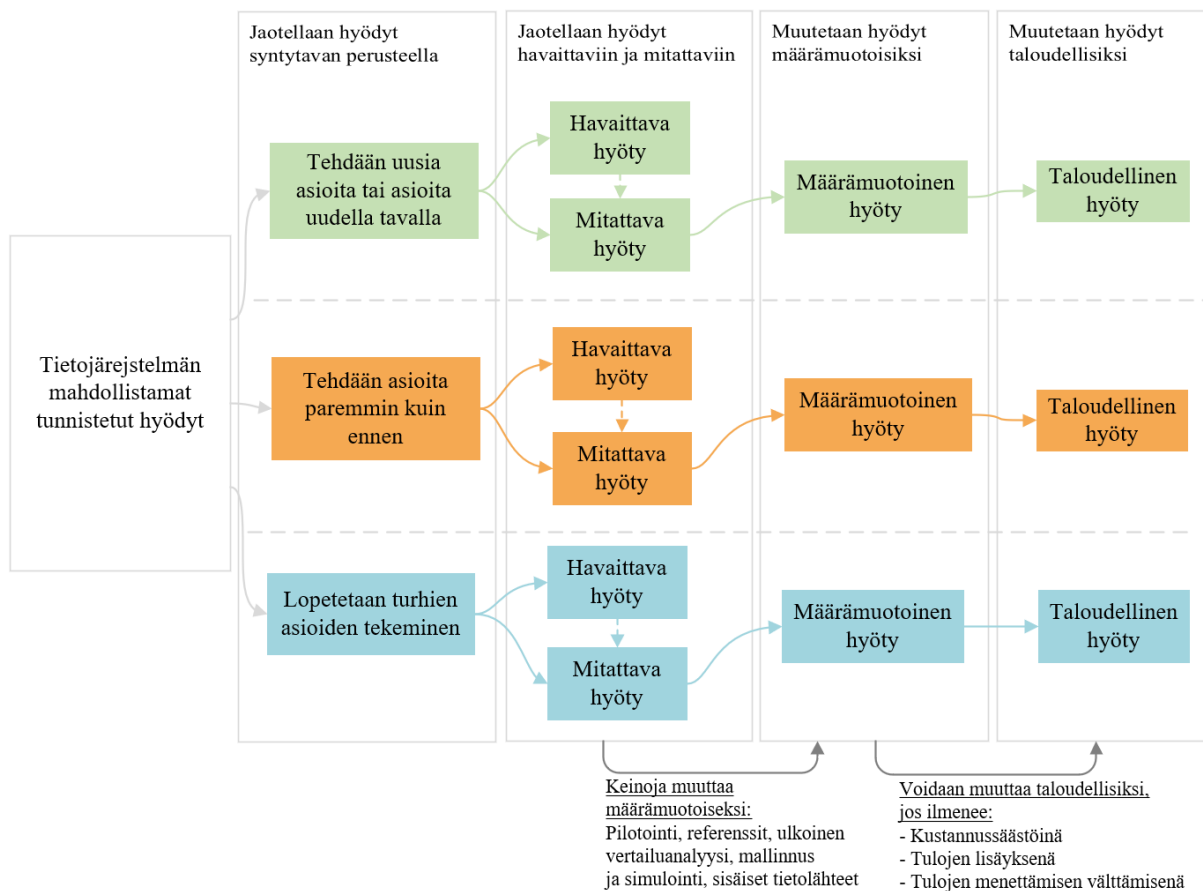 Jaotellaan hyödyt
syntytavan perusteella
Jaotellaan hyödyt
havaittaviin ja mitattaviin
Muutetaan hyödyt
määrämuotoisiksi
Muutetaan hyödyt
taloudellisiksi
Tietojärejstelmän
mahdollistamat
tunnistetut hyödyt
Tehdään uusia
asioita tai asioita
uudella tavalla
Havaittava
hyöty
Mitattava
hyöty
Määrämuotoinen
hyöty
Taloudellinen
hyöty
Tehdään asioita
paremmin kuin
ennen
Havaittava
hyöty
Mitattava
hyöty
Määrämuotoinen
hyöty
Taloudellinen
hyöty
Lopetetaan turhien
asioiden tekeminen
Havaittava
hyöty
Mitattava
hyöty
Määrämuotoinen
hyöty
Taloudellinen
hyöty
Keinoja muuttaa
määrämuotoiseksi:
Pilotointi, referenssit, ulkoinen
vertailuanalyysi, mallinnus
ja simulointi, sisäiset tietolähteet
Voidaan muuttaa taloudellisiksi,
jos ilmenee:
- Kustannussäästöinä
- Tulojen lisäyksenä
- Tulojen menettämisen välttämisenä